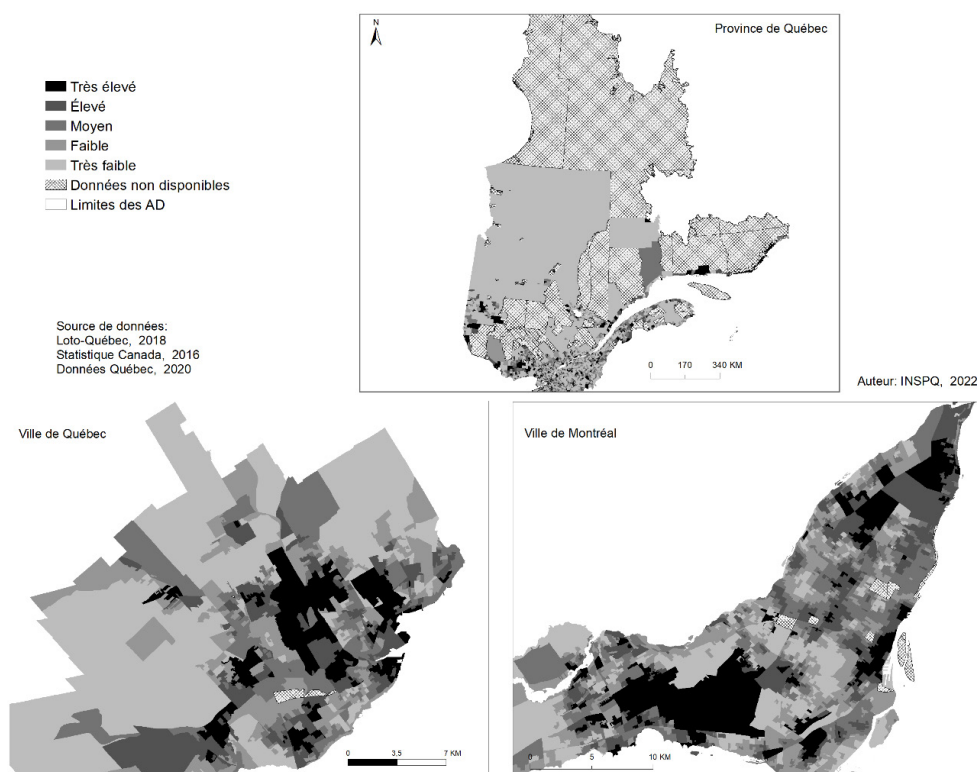 N
Province de Québec
Très élevé
Élevé
Moyen
Faible
Très faible
Données non disponibles
Limites des AD
Source de données:
Loto-Québec, 2018
Statistique Canada, 2016
Données Québec, 2020
0 170 340 KM
Auteur: INSPQ, 2022
Ville de Québec
0 3.5 7 KM
Ville de Montréal
0 5 10 KM